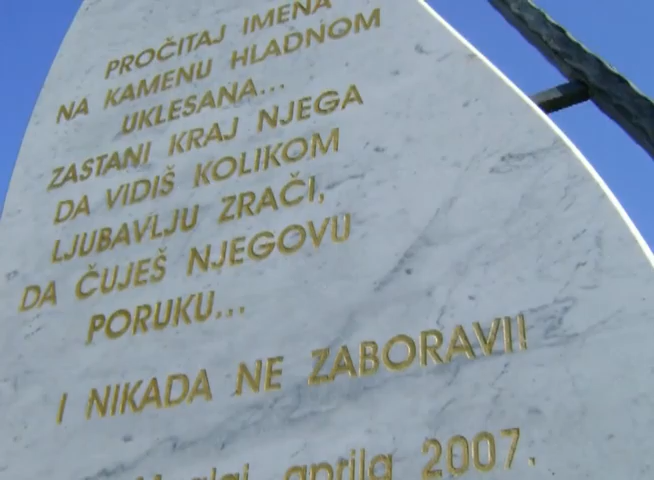 PROČITAJ IMENA
NA KAMENU HLADNOM
UKLESANA...
ZASTANI KRAJ NJEGA
DA VIDIŠ KOLIKOM
LJUBAVLJU ZRAČI,
DA ČUJEŠ NJEGOVU
PORUKU...
I NIKADA NE ZABORAVI!
aprila 2007.